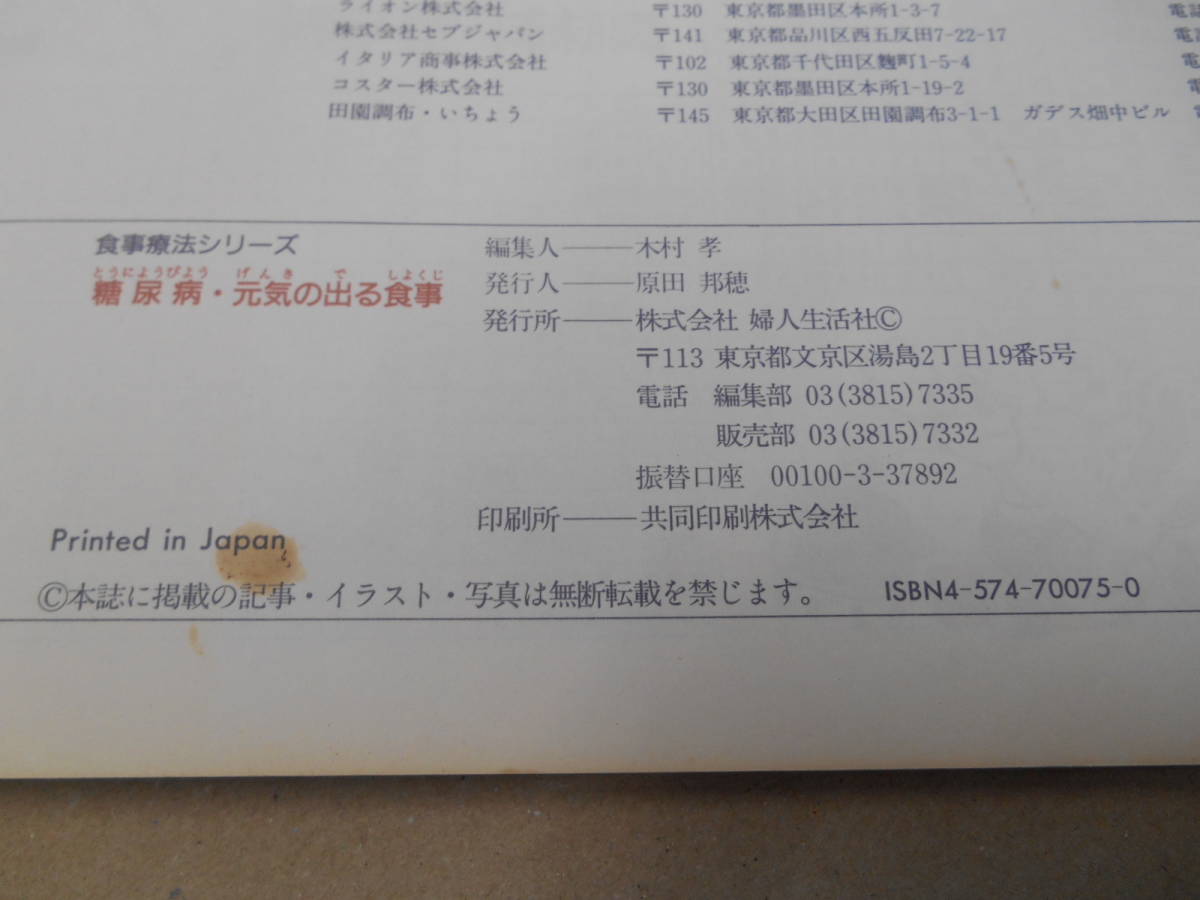 ライオン株式会社 〒130 東京都墨田区本所1-3-7 電話
株式会社セブジャパン 〒141 東京都品川区西五反田7-22-17 電
イタリア商事株式会社 〒102 東京都千代田区麴町1-5-4 電
コスター株式会社 〒130 東京都墨田区本所1-19-2
田園調布・いちょう 〒145 東京都大田区田園調布3-1-1 ガデス畑中ビル
食事療法シリーズ
とうにょうびょう げんき で しょくじ
糖尿病・元気の出る食事
編集人——木村 孝
発行人——原田 邦穂
発行所——株式会社 婦人生活社©
〒113 東京都文京区湯島2丁目19番5号
電話 編集部 03(3815)7335
販売部 03(3815)7332
振替口座 00100-3-37892
印刷所——共同印刷株式会社
Printed in Japan
©本誌に掲載の記事・イラスト・写真は無断転載を禁じます。 ISBN4-574-70075-0